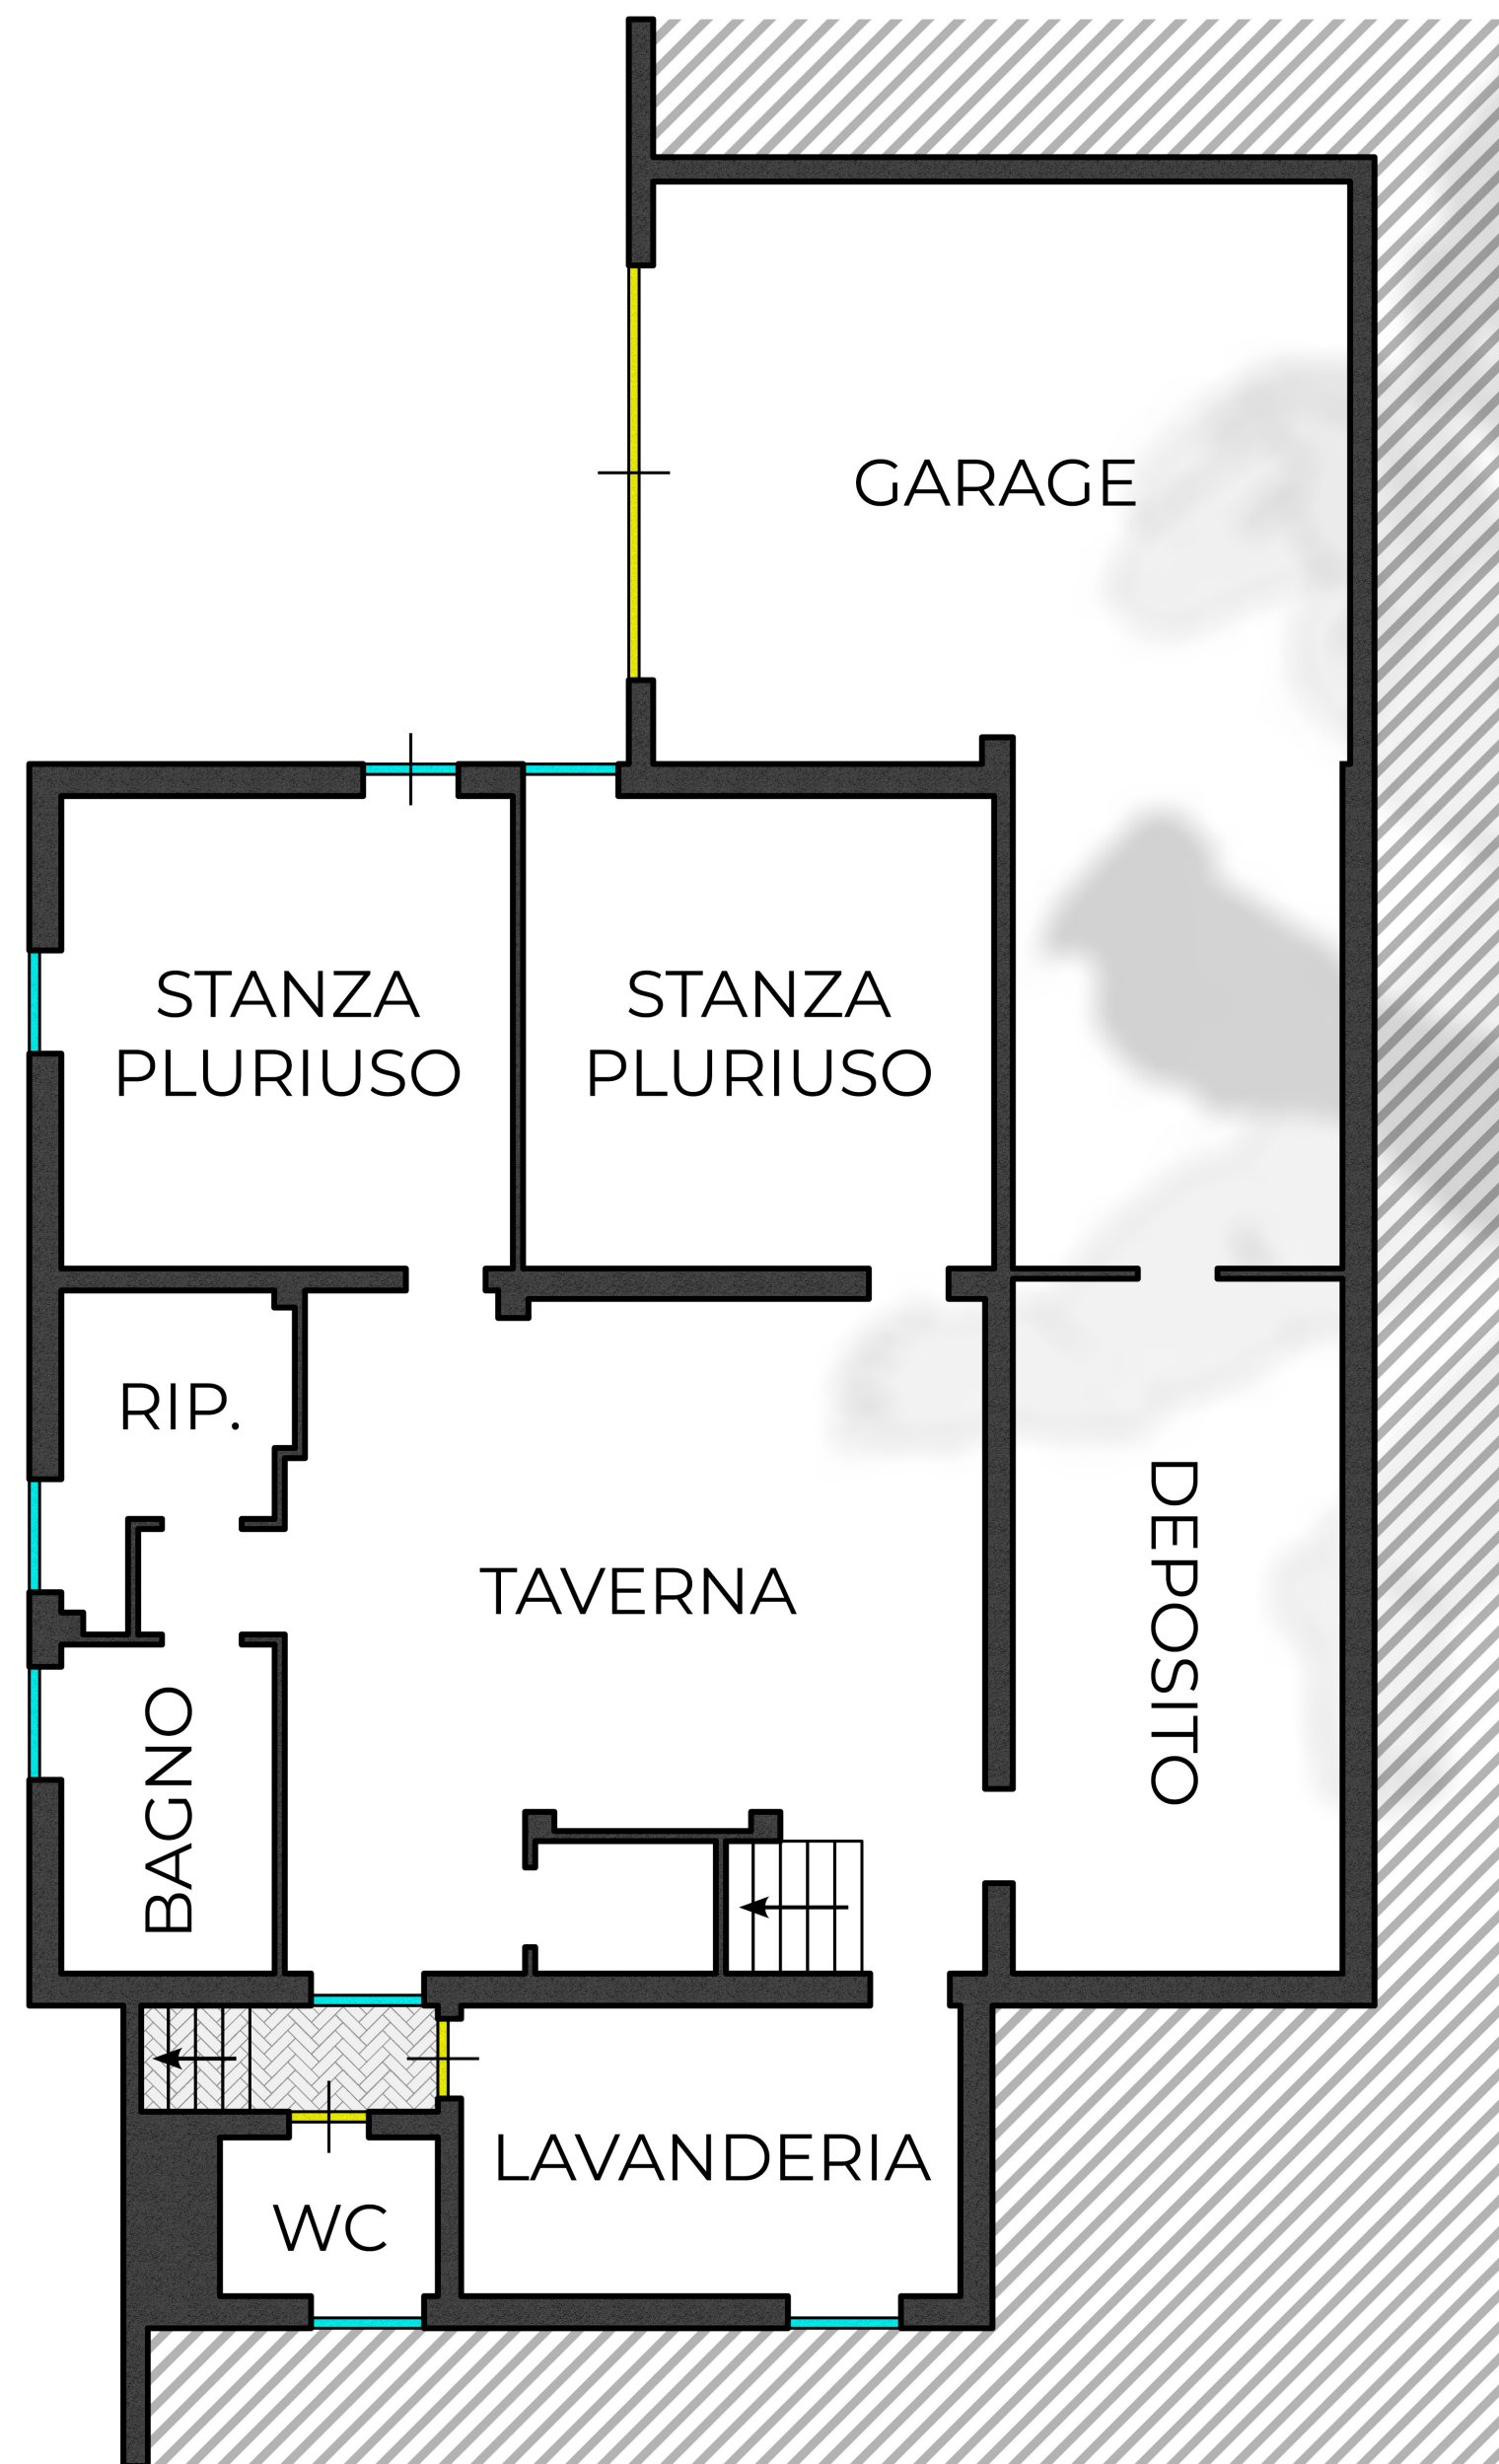 GARAGE
STANZA
PLURIUSO
STANZA
PLURIUSO
RIP.
DEPOSITO
TAVERNA
BAGNO
LAVANDERIA
WC